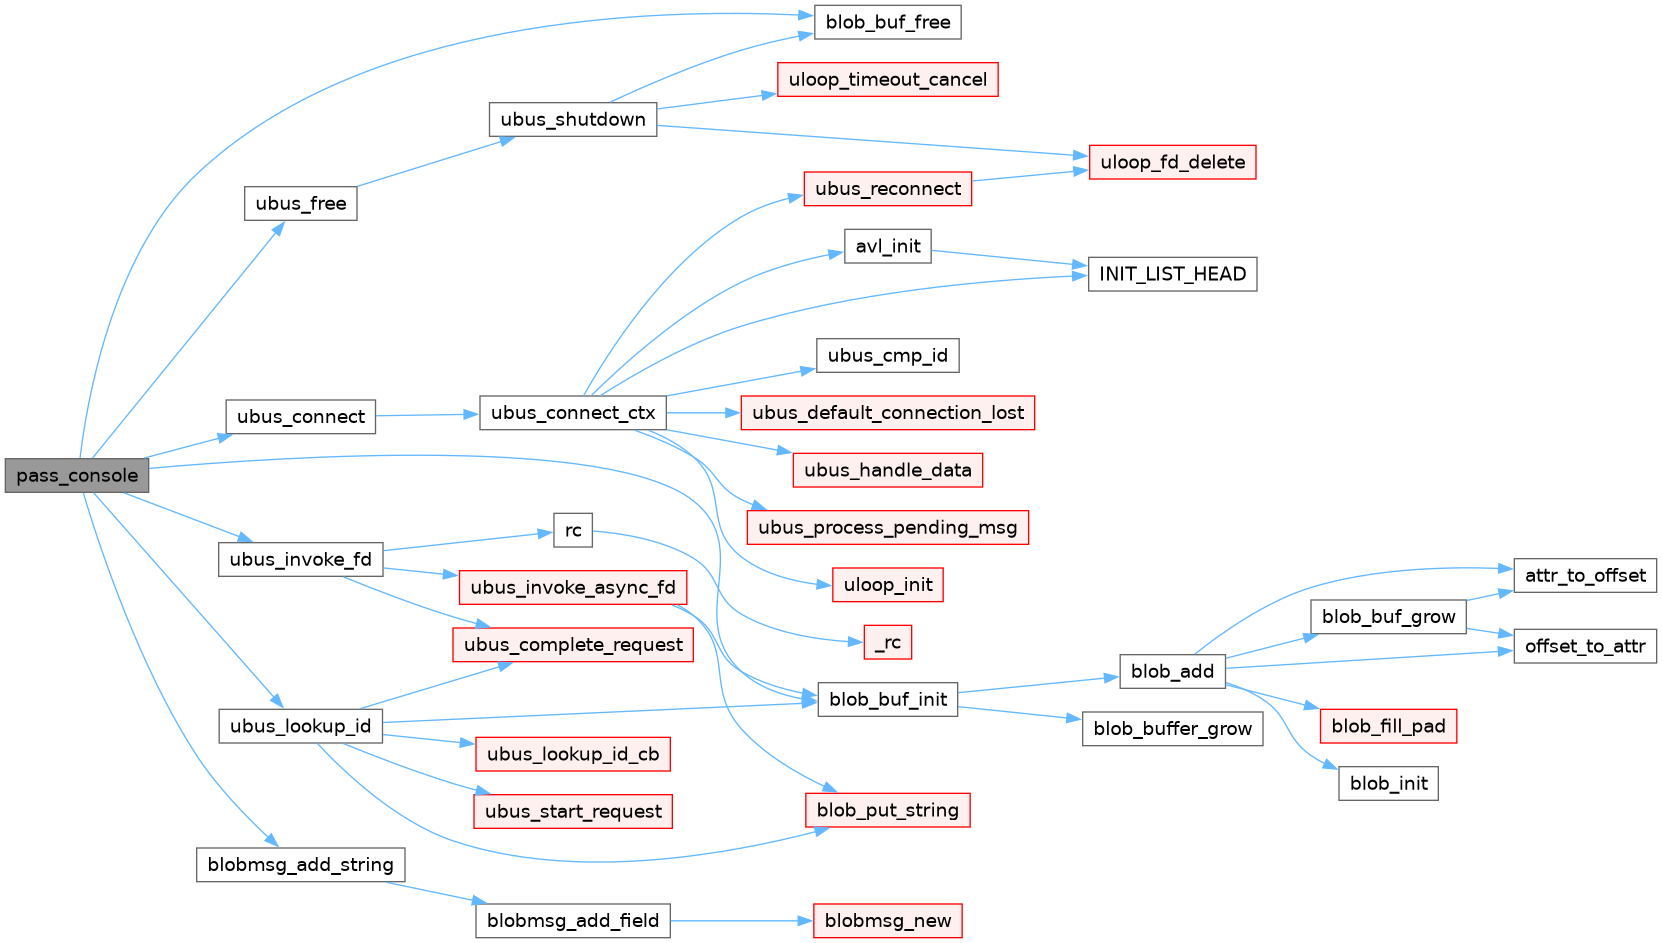 blob_buf_free
uloop_timeout_cancel
ubus_shutdown
uloop_fd_delete
ubus_reconnect
ubus_free
avl_init
INIT_LIST_HEAD
ubus_cmp_id
ubus_connect
ubus_connect_ctx
ubus_default_connection_lost
pass_console
ubus_handle_data
ubus_process_pending_msg
rc
ubus_invoke_fd
ubus_invoke_async_fd
uloop_init
attr_to_offset
blob_buf_grow
_rc
ubus_complete_request
offset_to_attr
blob_add
blob_buf_init
ubus_lookup_id
blob_buffer_grow
blob_fill_pad
ubus_lookup_id_cb
blob_init
ubus_start_request
blob_put_string
blobmsg_add_string
blobmsg_add_field
blobmsg_new